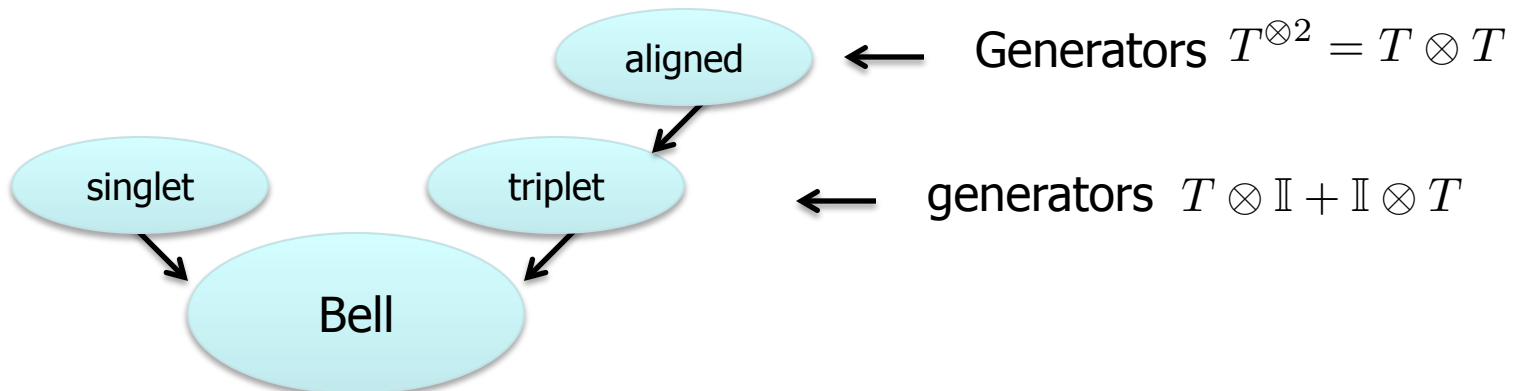 aligned
Generators T^{⊗2} = T ⊗ T
singlet
triplet
generators T ⊗ 𝕀 + 𝕀 ⊗ T
Bell